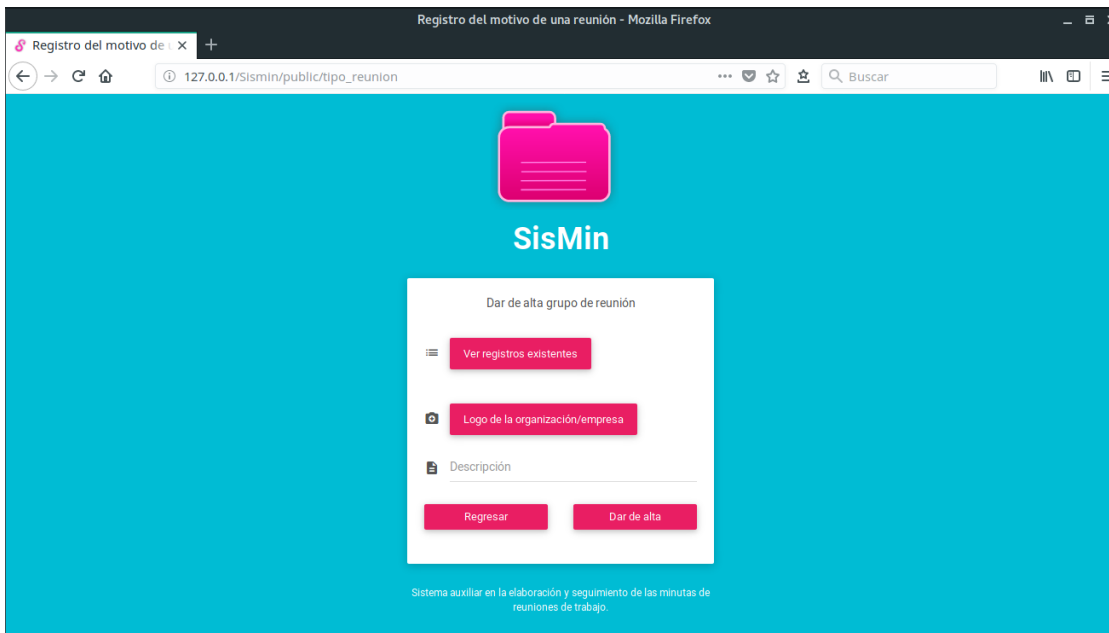 Registro del motivo de una reunión - Mozilla Firefox
Registro del motivo de
127.0.0.1/Sismin/public/tipo_reunion
Buscar
SisMin
Dar de alta grupo de reunión
Ver registros existentes
Logo de la organización/empresa
Descripción
Regresar
Dar de alta
Sistema auxiliar en la elaboración y seguimiento de las minutas de
reuniones de trabajo.